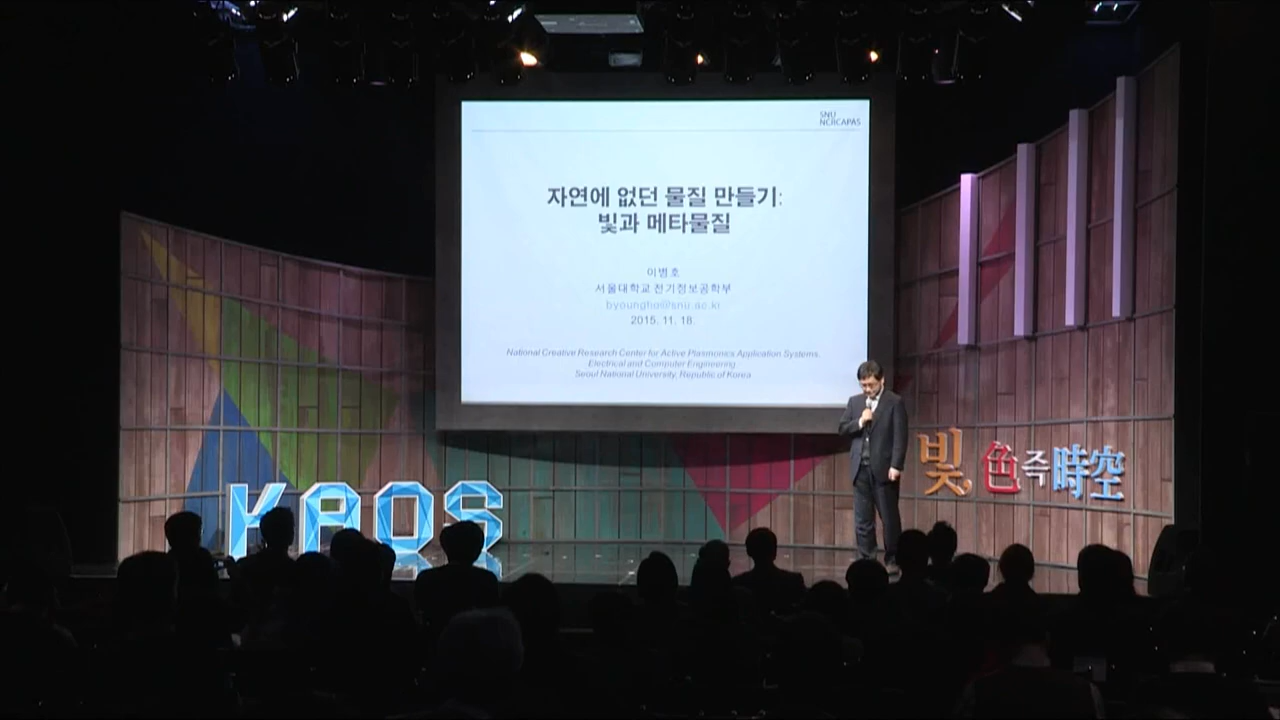 SNU
NCRCAPAS
자연에 없던 물질 만들기:
빛과 메타물질
이병호
서울대학교 전기정보공학부
byoungho@snu.ac.kr
2015. 11. 18.
National Creative Research Center for Active Plasmonics Application Systems,
Electrical and Computer Engineering,
Seoul National University, Republic of Korea
빛, 色즉時空
KAOS